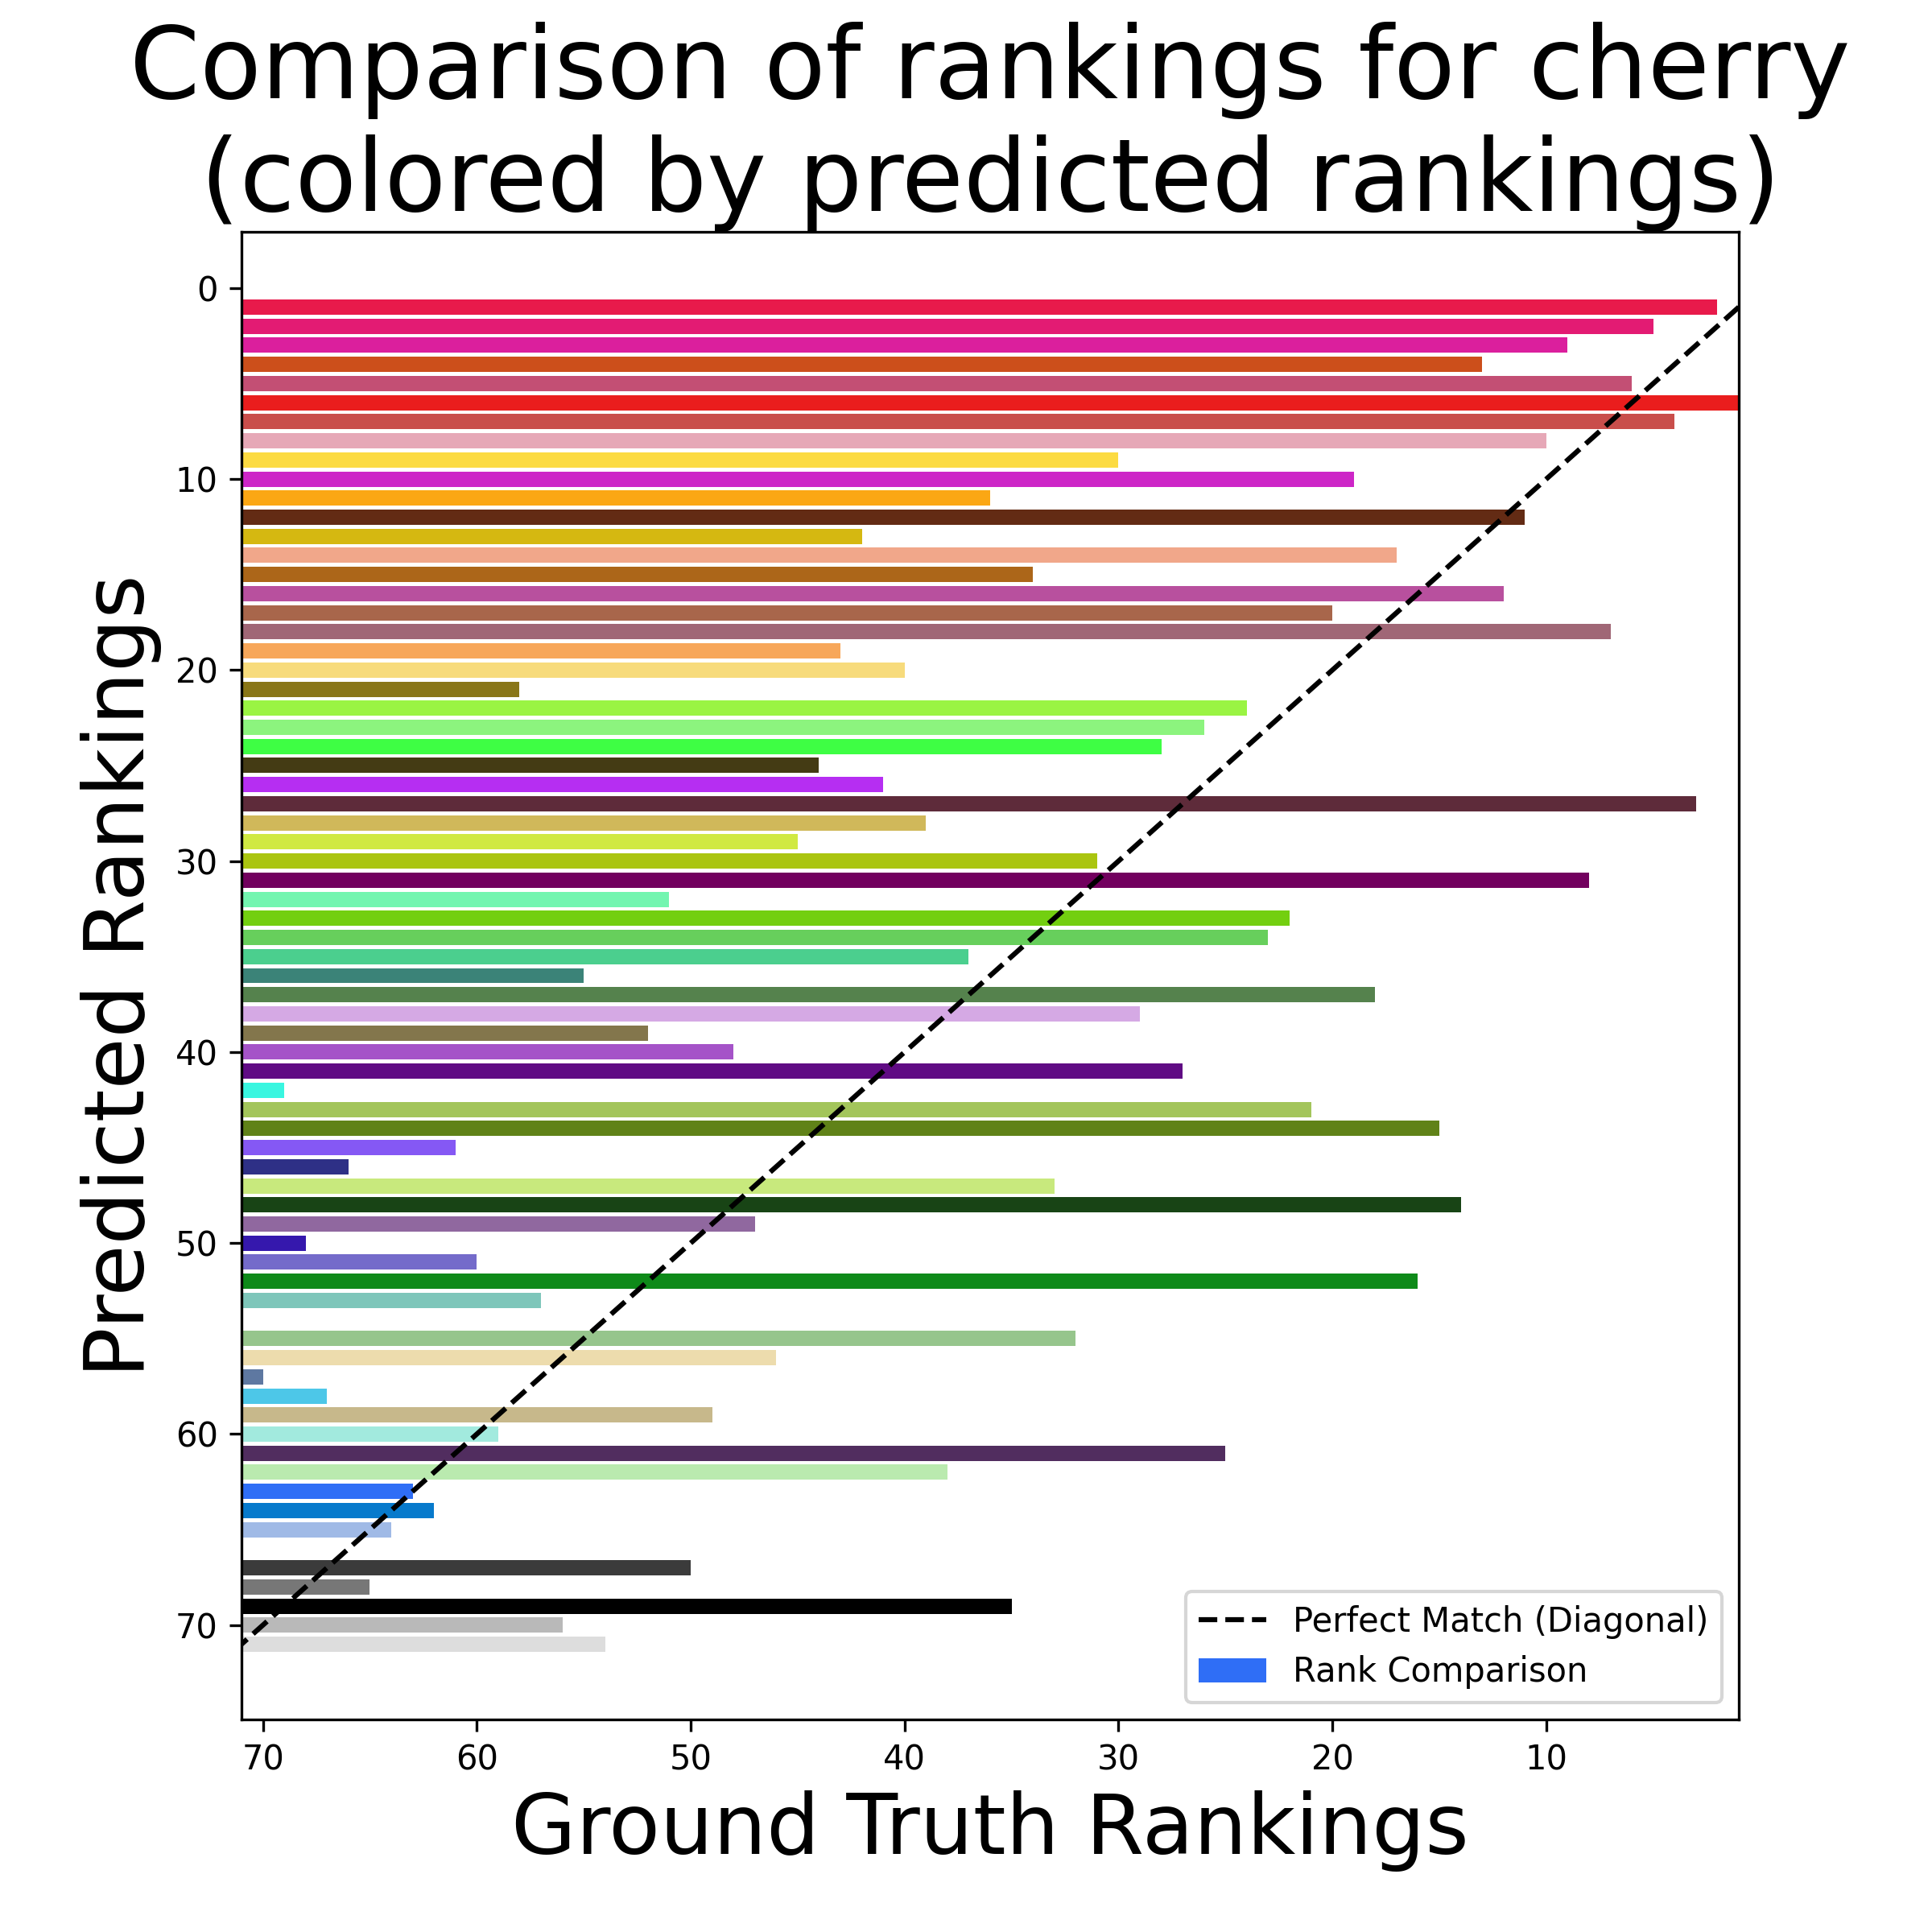 Comparison of rankings for cherry
(colored by predicted rankings)
Predicted Rankings
0
10
20
30
40
50
60
70
Perfect Match (Diagonal)
Rank Comparison
70 60 50 40 30 20 10
Ground Truth Rankings